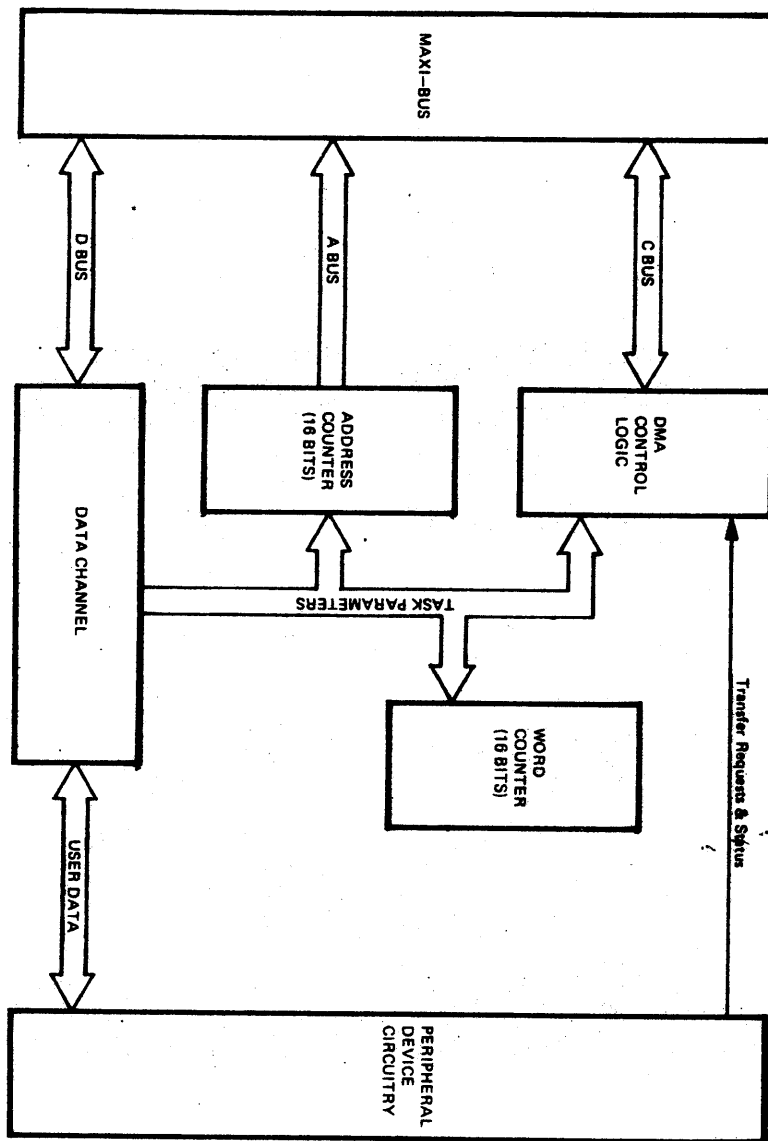 MAXI-BUS
C BUS
A BUS
D BUS
DMA
CONTROL
LOGIC
ADDRESS
COUNTER
(16 BITS)
DATA CHANNEL
TASK PARAMETERS
WORD
COUNTER
(16 BITS)
Transfer Requests & Status
USER DATA
PERIPHERAL
DEVICE
CIRCUITRY